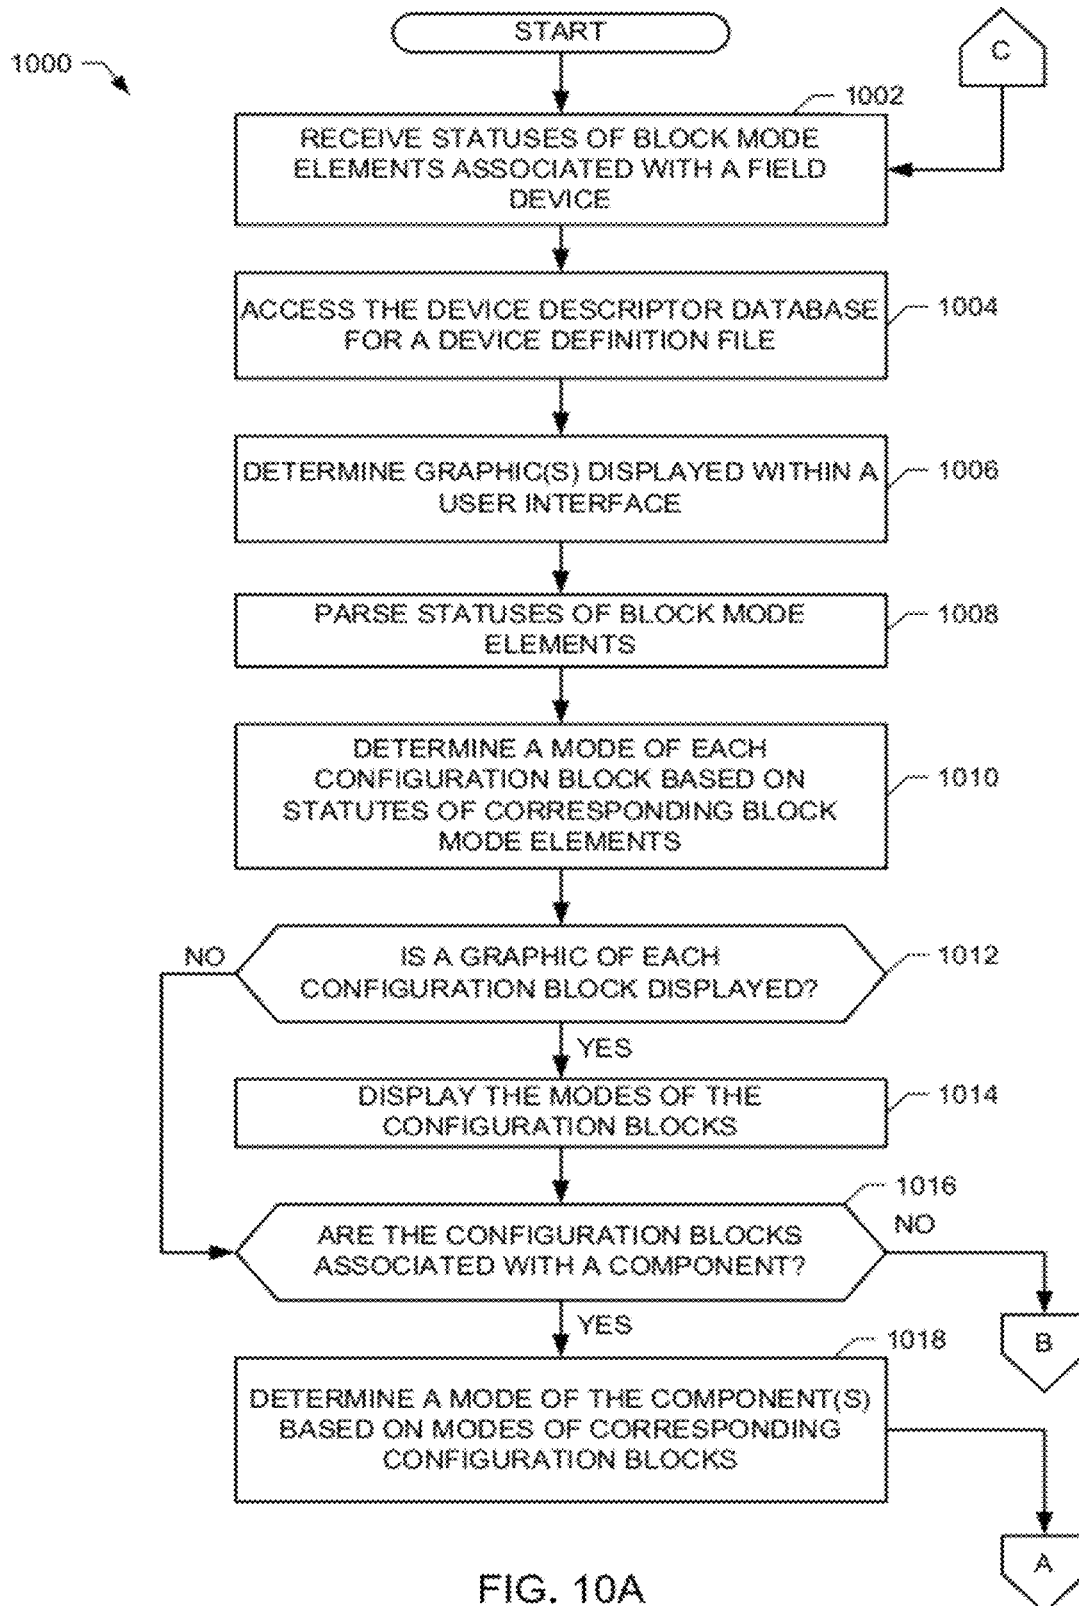 START
C
1000
1002
RECEIVE STATUSES OF BLOCK MODE
ELEMENTS ASSOCIATED WITH A FIELD
DEVICE
ACCESS THE DEVICE DESCRIPTOR DATABASE
FOR A DEVICE DEFINITION FILE
1004
DETERMINE GRAPHIC(S) DISPLAYED WITHIN A
USER INTERFACE
1006
PARSE STATUSES OF BLOCK MODE
ELEMENTS
1008
DETERMINE A MODE OF EACH
CONFIGURATION BLOCK BASED ON
STATUTES OF CORRESPONDING BLOCK
MODE ELEMENTS
1010
NO
IS A GRAPHIC OF EACH
CONFIGURATION BLOCK DISPLAYED?
1012
YES
DISPLAY THE MODES OF THE
CONFIGURATION BLOCKS
1014
1016
ARE THE CONFIGURATION BLOCKS
ASSOCIATED WITH A COMPONENT?
NO
YES
B
1018
DETERMINE A MODE OF THE COMPONENT(S)
BASED ON MODES OF CORRESPONDING
CONFIGURATION BLOCKS
A
FIG. 10A